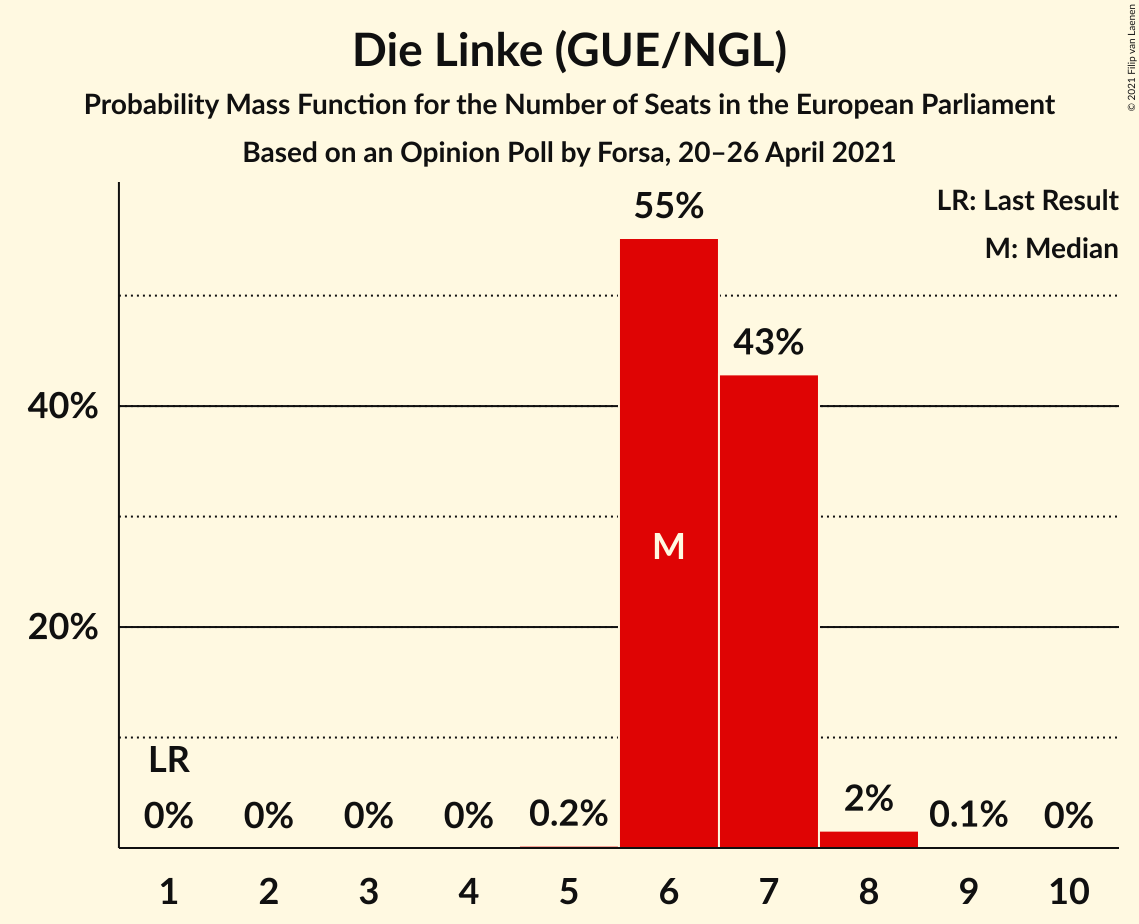 Die Linke (GUE/NGL)
Probability Mass Function for the Number of Seats in the European Parliament
Based on an Opinion Poll by Forsa, 20–26 April 2021
© 2021 Filip van Laenen
LR: Last Result
M: Median
55%
43%
40%
M
20%
LR
0%
0%
0%
0%
0.2%
2%
0.1%
0%
1 2 3 4 5 6 7 8 9 10